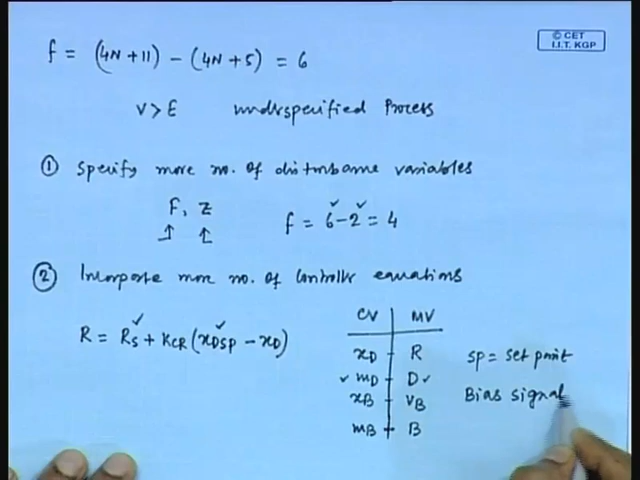 © CET
I.I.T. KGP
f = (4N+11) - (4N+5) = 6
V>E underspecified Process
① Specify more no. of disturbance variables
F, Z f = 6-2 = 4
② Incorporate more no. of Controller equations
CV MV
R = Rs + KCR (xDSP - xD)
xD R SP = Set point
✓ mD D ✓
xB VB Bias signal
mB B